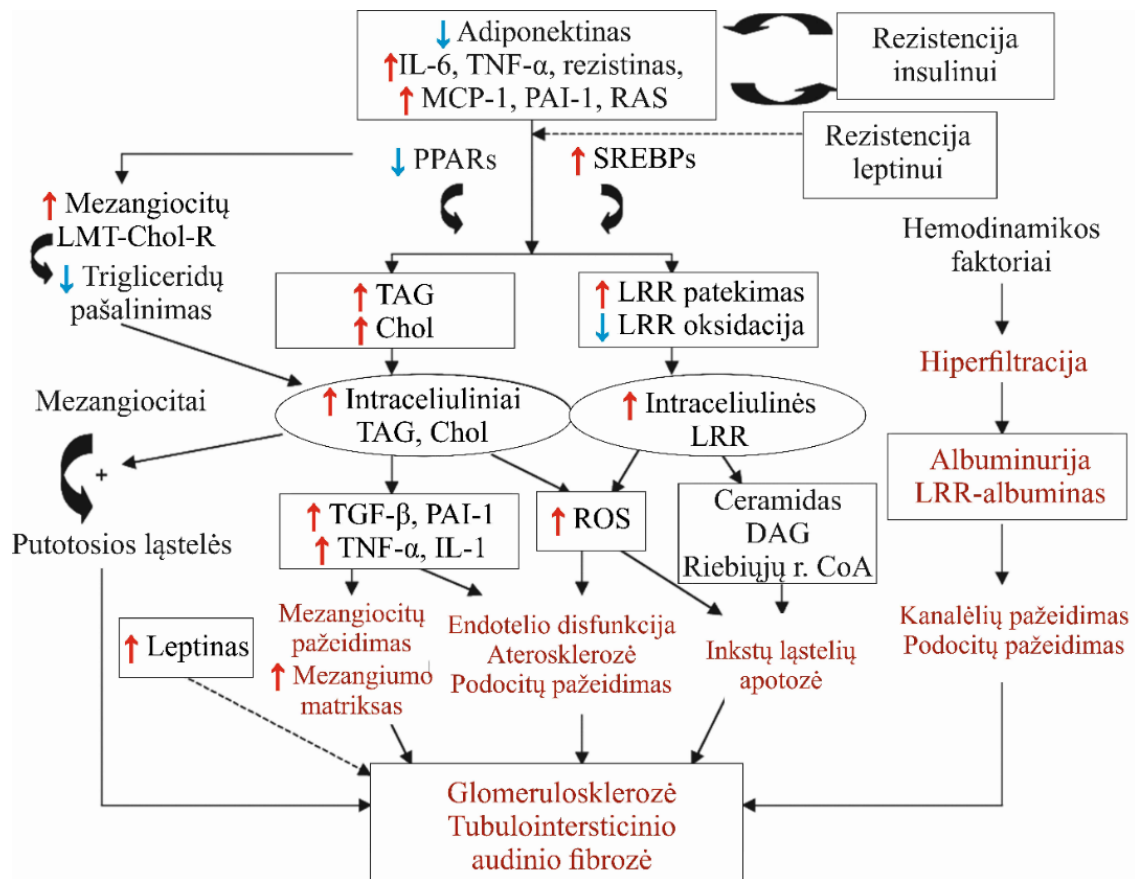 ↓ Adiponektinas
↑IL-6, TNF-α, rezistinas,
↑ MCP-1, PAI-1, RAS
Rezistencija
insulinui
Rezistencija
leptinui
↓ PPARs
↑ SREBPs
↑ Mezangiocitų
LMT-Chol-R
↓ Trigliceridų
pašalinimas
Hemodinamikos
faktoriai
↑ TAG
↑ Chol
↑ LRR patekimas
↓ LRR oksidacija
Hiperfiltracija
Mezangiocitai
+
Putotosios ląstelės
↑ Intraceliuliniai
TAG, Chol
↑ Intraceliulinės
LRR
Albuminurija
LRR-albuminas
↑ TGF-β, PAI-1
↑ TNF-α, IL-1
↑ ROS
Ceramidas
DAG
Riebiųjų r. CoA
↑ Leptinas
Mezangiocitų
pažeidimas
↑ Mezangiumo
matriksas
Endotelio disfunkcija
Aterosklerozė
Podocitų pažeidimas
Inkstų ląstelių
apotozė
Kanalėlių pažeidimas
Podocitų pažeidimas
Glomerulosklerozė
Tubulointersticinio
audinio fibrozė